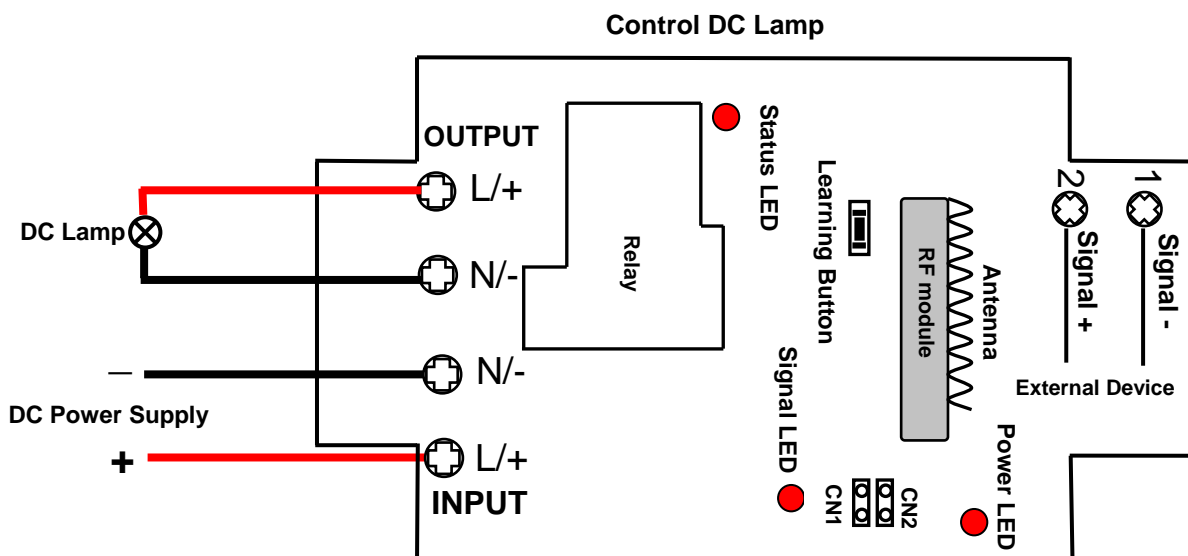 Control DC Lamp
OUTPUT
L/+
DC Lamp
N/-
N/-
DC Power Supply
L/+
INPUT
Relay
Status LED
Learning Button
RF module
Antenna
Signal LED
CN1
CN2
Power LED
2
1
Signal +
Signal -
External Device